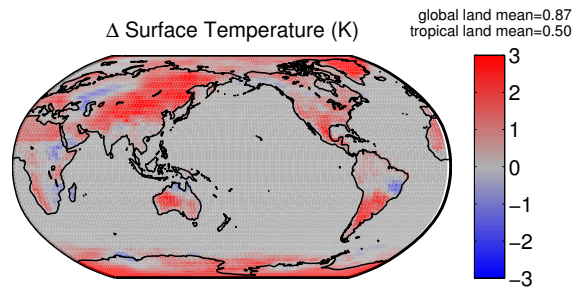 global land mean=0.87
tropical land mean=0.50
Δ Surface Temperature (K)
3
2
1
0
−1
−2
−3